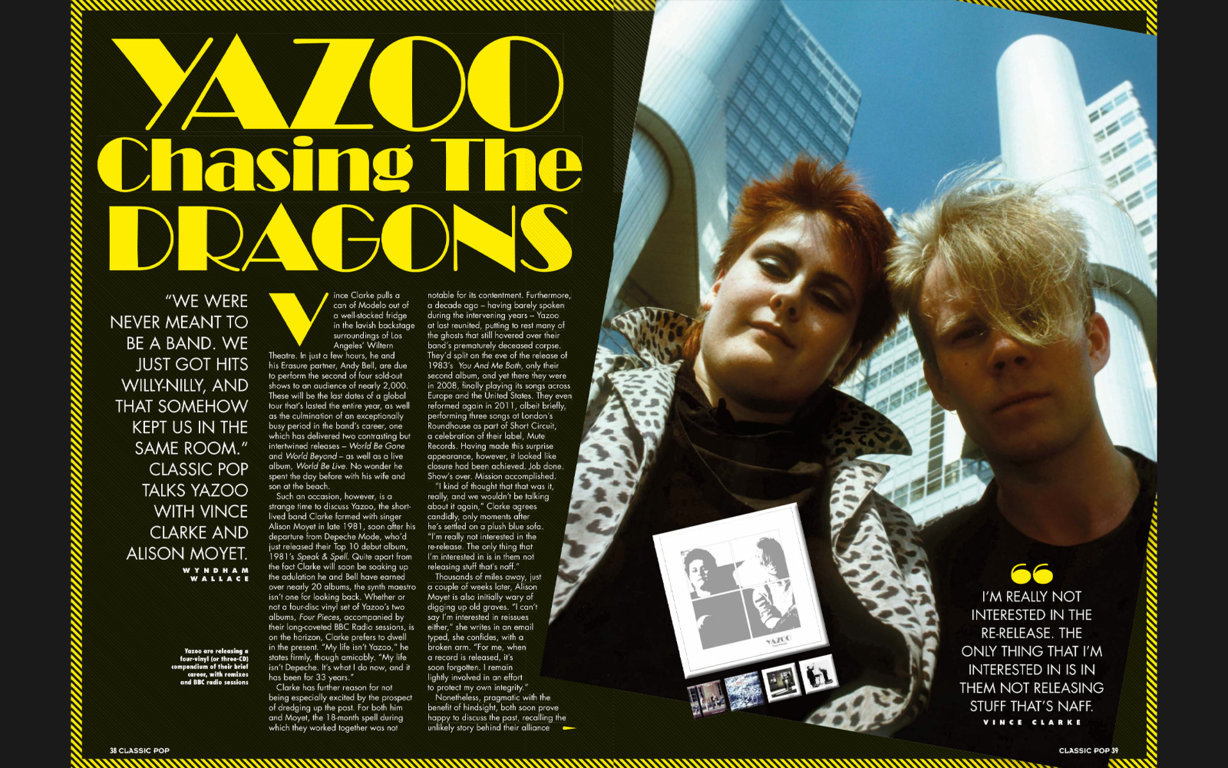 YAZOO
Chasing The
DRAGONS
“WE WERE
NEVER MEANT TO
BE A BAND. WE
JUST GOT HITS
WILLY-NILLY, AND
THAT SOMEHOW
KEPT US IN THE
SAME ROOM.”
CLASSIC POP
TALKS YAZOO
WITH VINCE
CLARKE AND
ALISON MOYET.
WYNDHAM
WALLACE
Yazoo are releasing a
four-vinyl (or three-CD)
compendium of their brief
career, with remixes
and BBC radio sessions
Vince Clarke pulls a
can of Modelo out of
a well-stocked fridge
in the lavish backstage
surroundings of Los
Angeles’ Wiltern
Theatre. In just a few hours, he and
his Erasure partner, Andy Bell, are due
to perform the second of four sold-out
shows to an audience of nearly 2,000.
These will be the last dates of a global
tour that’s lasted the entire year, as well
as the culmination of an exceptionally
busy period in the band’s career, one
which has delivered two contrasting but
intertwined releases – World Be Gone
and World Beyond – as well as a live
album, World Be Live. No wonder he
spent the day before with his wife and
son at the beach.
Such an occasion, however, is a
strange time to discuss Yazoo, the short-
lived band Clarke formed with singer
Alison Moyet in late 1981, soon after his
departure from Depeche Mode, who’d
just released their Top 10 debut album,
1981’s Speak & Spell. Quite apart from
the fact Clarke will soon be soaking up
the adulation he and Bell have earned
over nearly 20 albums, the synth maestro
isn’t one for looking back. Whether or
not a four-disc vinyl set of Yazoo’s two
albums, Four Pieces, accompanied by
their long-coveted BBC Radio sessions, is
on the horizon, Clarke prefers to dwell
in the present. “My life isn’t Yazoo,” he
states firmly, though amicably. “My life
isn’t Depeche. It’s what I do now, and it
has been for 33 years.”
Clarke has further reason for not
being especially excited by the prospect
of dredging up the past. For both him
and Moyet, the 18-month spell during
which they worked together was not
notable for its contentment. Furthermore,
a decade ago – having barely spoken
during the intervening years – Yazoo
at last reunited, putting to rest many of
the ghosts that still hovered over their
band’s prematurely deceased corpse.
They’d split on the eve of the release of
1983’s You And Me Both, only their
second album, and yet there they were
in 2008, finally playing its songs across
Europe and the United States. They even
reformed again in 2011, albeit briefly,
performing three songs at London’s
Roundhouse as part of Short Circuit,
a celebration of their label, Mute
Records. Having made this surprise
appearance, however, it looked like
closure had been achieved. Job done.
Show’s over. Mission accomplished.
“I kind of thought that that was it,
really, and we wouldn’t be talking
about it again,” Clarke agrees
candidly, only moments after
he’s settled on a plush blue sofa.
“I’m really not interested in the
re-release. The only thing that
I’m interested in is in them not
releasing stuff that’s naff.”
Thousands of miles away, just
a couple of weeks later, Alison
Moyet is also initially wary of
digging up old graves. “I can’t
say I’m interested in reissues
either,” she writes in an email
typed, she confides, with a
broken arm. “For me, when
a record is released, it’s
soon forgotten. I remain
lightly involved in an effort
to protect my own integrity.”
Nonetheless, pragmatic with the
benefit of hindsight, both soon prove
happy to discuss the past, recalling the
unlikely story behind their alliance
YAZOO
“
I’M REALLY NOT
INTERESTED IN THE
RE-RELEASE. THE
ONLY THING THAT I’M
INTERESTED IN IS IN
THEM NOT RELEASING
STUFF THAT’S NAFF.
VINCE CLARKE
38 CLASSIC POP
CLASSIC POP 39